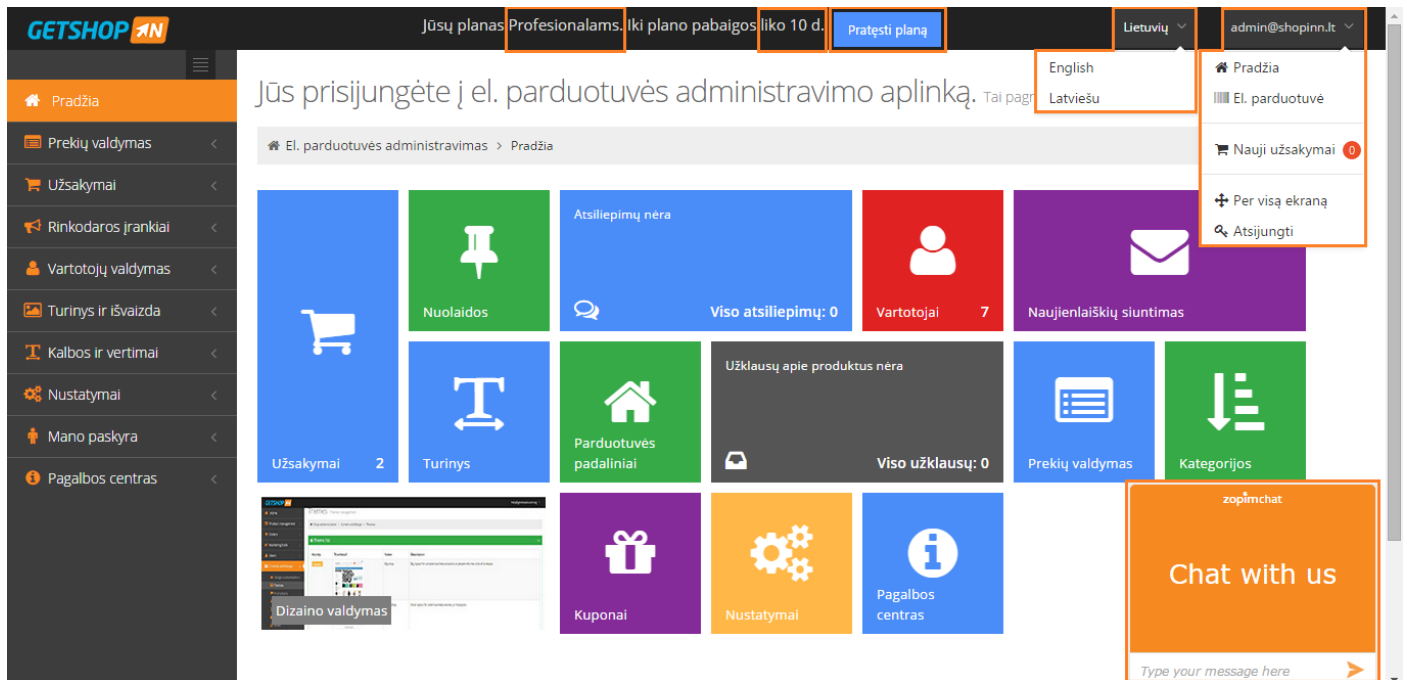 GETSHOP IN
Jūsų planas Profesionalams. Iki plano pabaigos liko 10 d.
Pratęsti planą
Lietuvių
admin@shopinn.lt
English
Latviešu
Pradžia
El. parduotuvė
Nauji užsakymai 0
Per visą ekraną
Atsijungti
Pradžia
Prekių valdymas
Užsakymai
Rinkodaros įrankiai
Vartotojų valdymas
Turinys ir išvaizda
Kalbos ir vertimai
Nustatymai
Mano paskyra
Pagalbos centras
Jūs prisijungėte į el. parduotuvės administravimo aplinką. Tai
El. parduotuvės administravimas > Pradžia
Užsakymai 2
Nuolaidos
Atsiliepimų nėra
Viso atsiliepimų: 0
Vartotojai 7
Naujienlaiškių siuntimas
Turinys
Parduotuvės
padaliniai
Užklausų apie produktus nėra
Viso užklausų: 0
Prekių valdymas
Kategorijos
Dizaino valdymas
Kuponai
Nustatymai
Pagalbos
centras
zopim chat
Chat with us
Type your message here